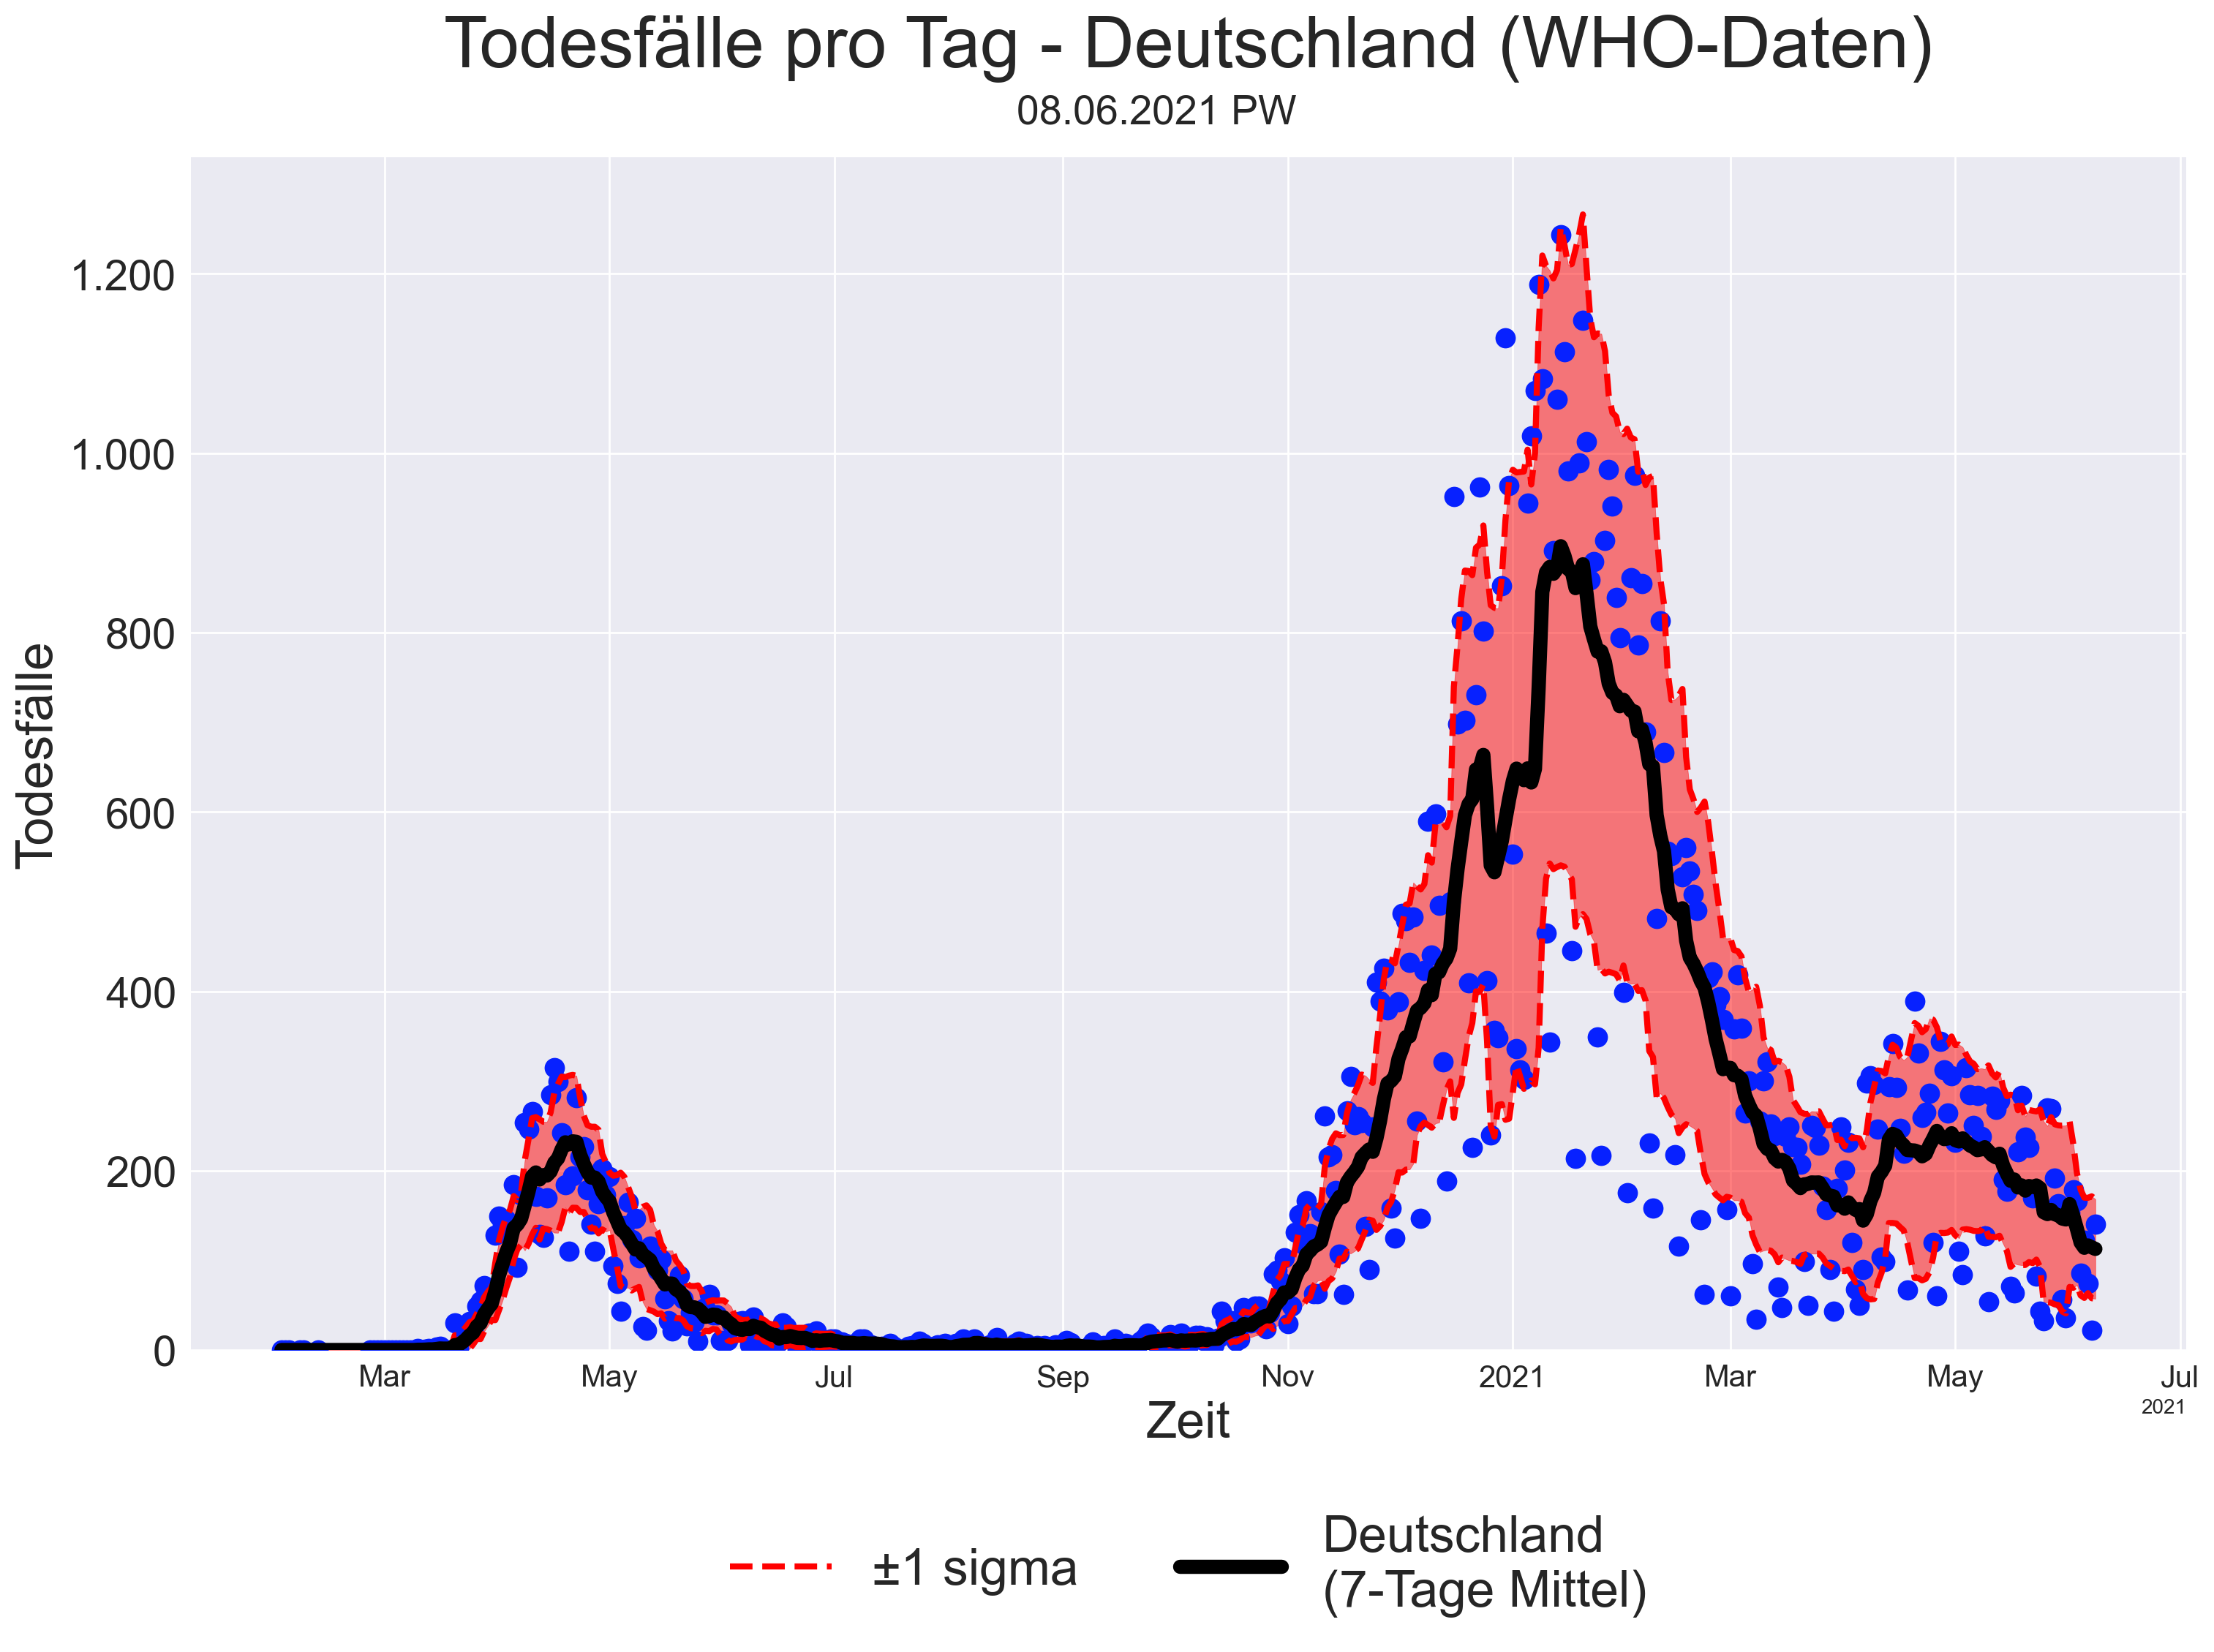 Todesfälle pro Tag - Deutschland (WHO-Daten)
08.06.2021 PW
Todesfälle
1.200
1.000
800
600
400
200
0
Mar May Jul Sep Nov 2021 Mar May Jul
2021
Zeit
±1 sigma
Deutschland
(7-Tage Mittel)